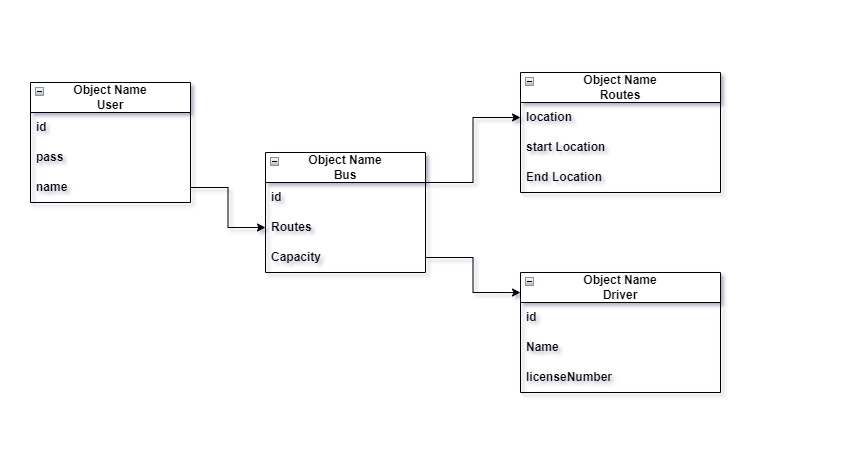 Object Name
User
id
pass
name
Object Name
Bus
id
Routes
Capacity
Object Name
Routes
location
start Location
End Location
Object Name
Driver
id
Name
licenseNumber